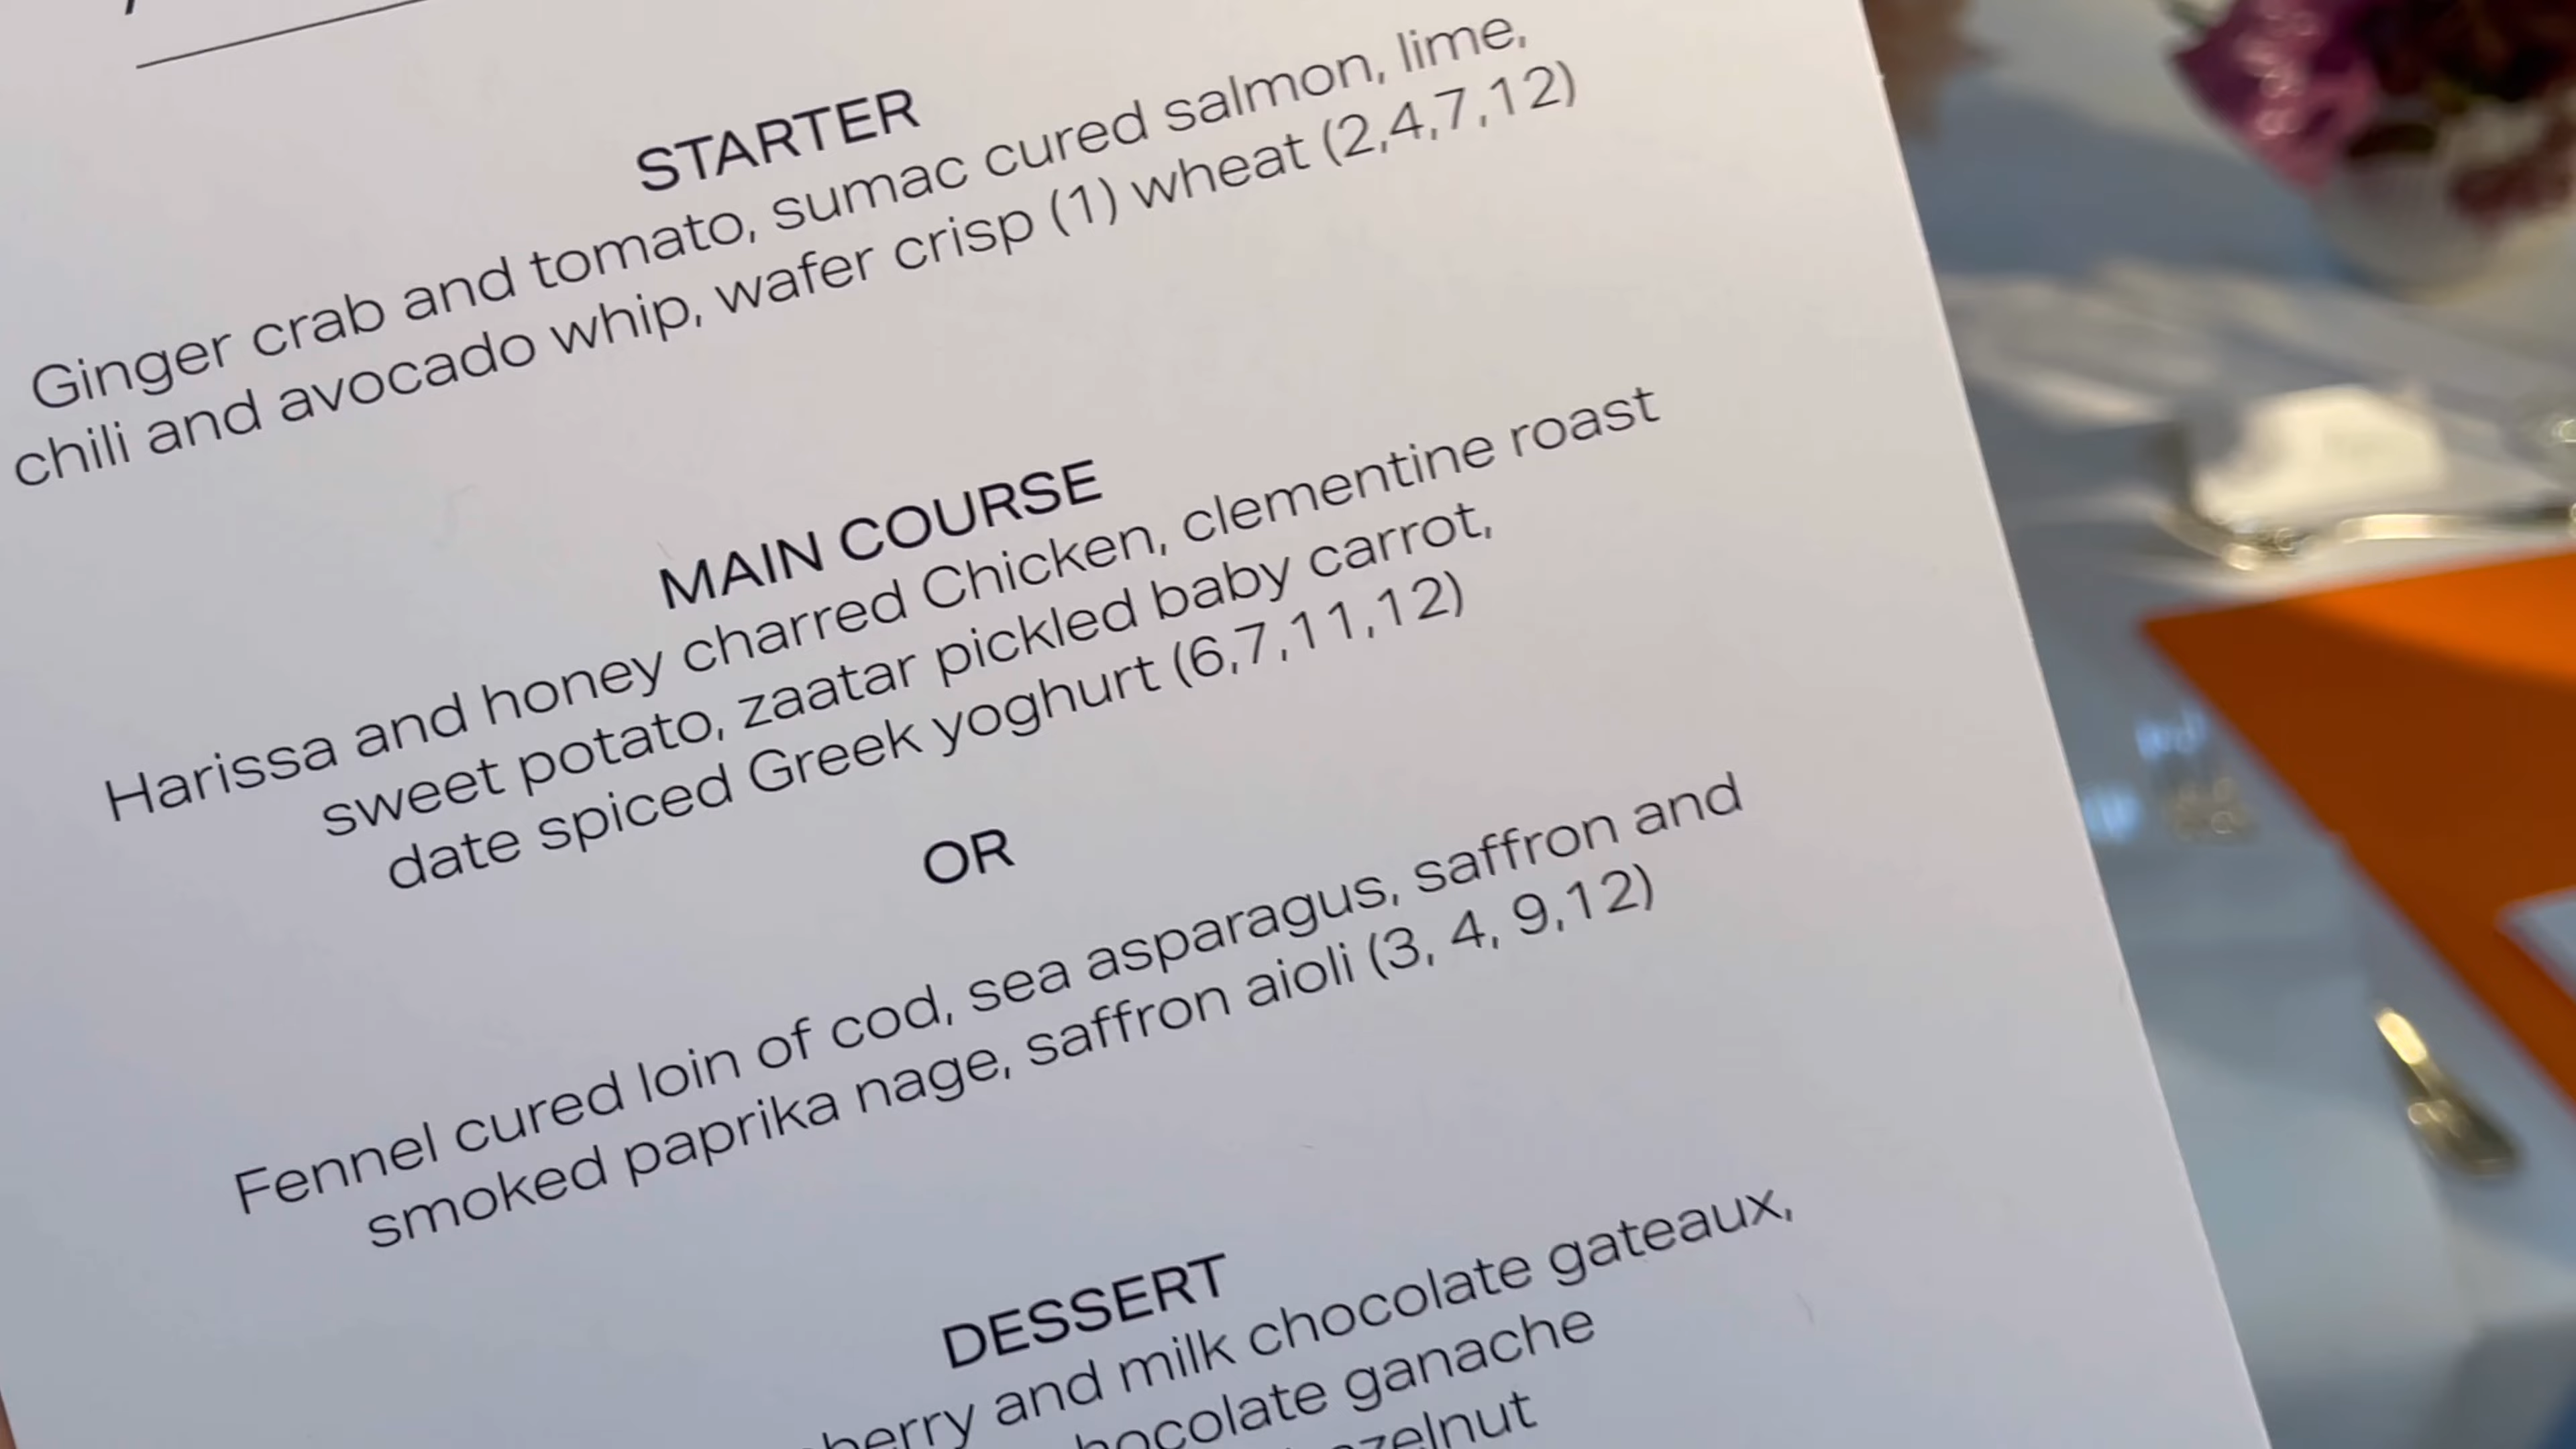 STARTER
Ginger crab and tomato, sumac cured salmon, lime,
chili and avocado whip, wafer crisp (1) wheat (2,4,7,12)
MAIN COURSE
Harissa and honey charred Chicken, clementine roast
sweet potato, zaatar pickled baby carrot,
date spiced Greek yoghurt (6,7,11,12)
OR
Fennel cured loin of cod, sea asparagus, saffron and
smoked paprika nage, saffron aioli (3, 4, 9,12)
DESSERT
and milk chocolate gateaux,
ganache